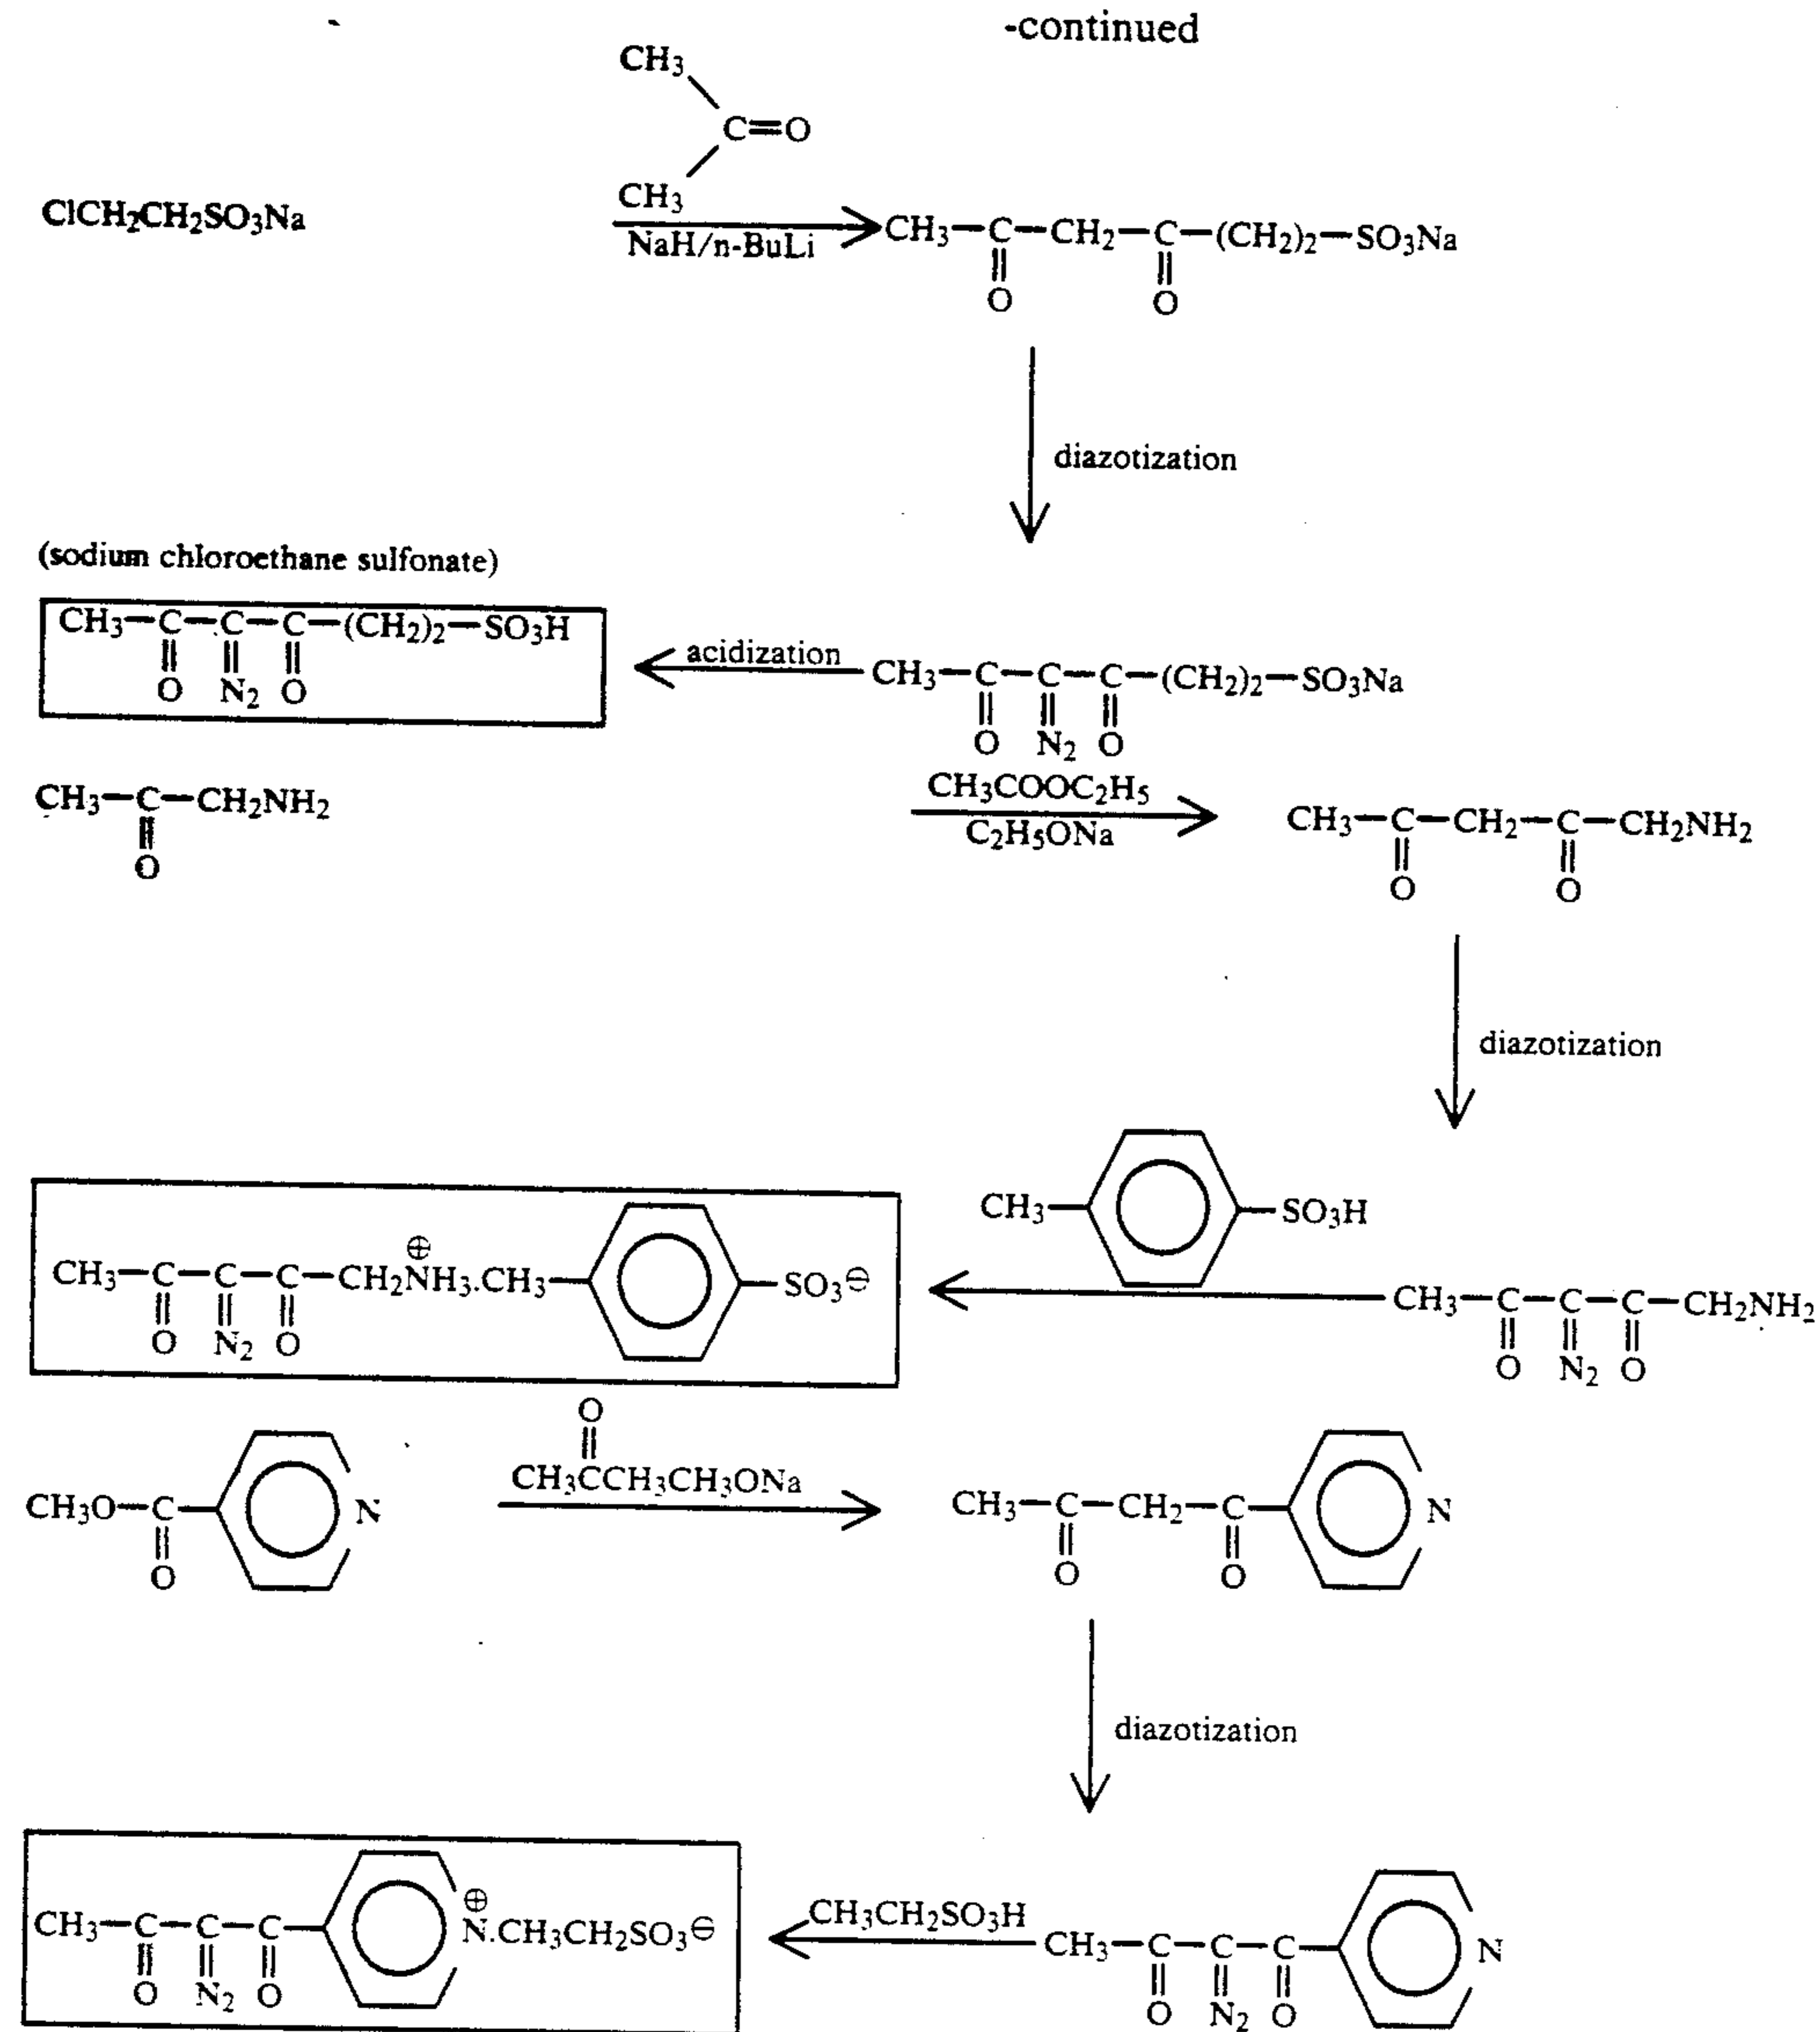 -continued
CH₃
C=O
CH₃
ClCH₂CH₂SO₃Na
NaH/n-BuLi
CH₃—C—CH₂—C—(CH₂)₂—SO₃Na
O O
diazotization
(sodium chloroethane sulfonate)
CH₃—C—C—C—(CH₂)₂—SO₃H
O N₂ O
acidization
CH₃—C—C—C—(CH₂)₂—SO₃Na
O N₂ O
CH₃—C—CH₂NH₂
O
CH₃COOC₂H₅
C₂H₅ONa
CH₃—C—CH₂—C—CH₂NH₂
O O
diazotization
CH₃— —SO₃H
CH₃—C—C—C—CH₂NH₂
O N₂ O
⊕
CH₃—C—C—C—CH₂NH₃.CH₃— —SO₃⊖
O N₂ O
CH₃O—C— N
O
O
CH₃CCH₃CH₃ONa
CH₃—C—CH₂—C— N
O O
diazotization
CH₃—C—C—C— N
O N₂ O
CH₃CH₂SO₃H
⊕
CH₃—C—C—C— N.CH₃CH₂SO₃⊖
O N₂ O